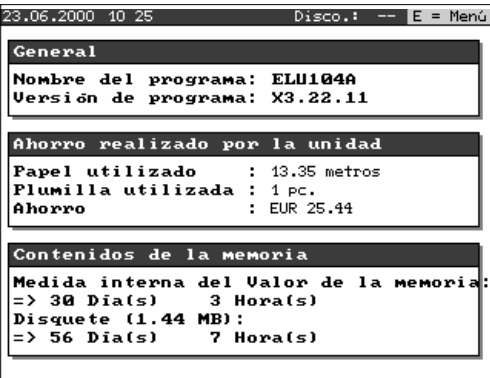 23.06.2000 10 25 Disco.: -- E = Menú
General
Nombre del programa: ELU104A
Versión de programa: X3.22.11
Ahorro realizado por la unidad
Papel utilizado : 13.35 metros
Plumilla utilizada : 1 pc.
Ahorro : EUR 25.44
Contenidos de la memoria
Medida interna del Valor de la memoria:
=> 30 Día(s) 3 Hora(s)
Disquete (1.44 MB):
=> 56 Día(s) 7 Hora(s)